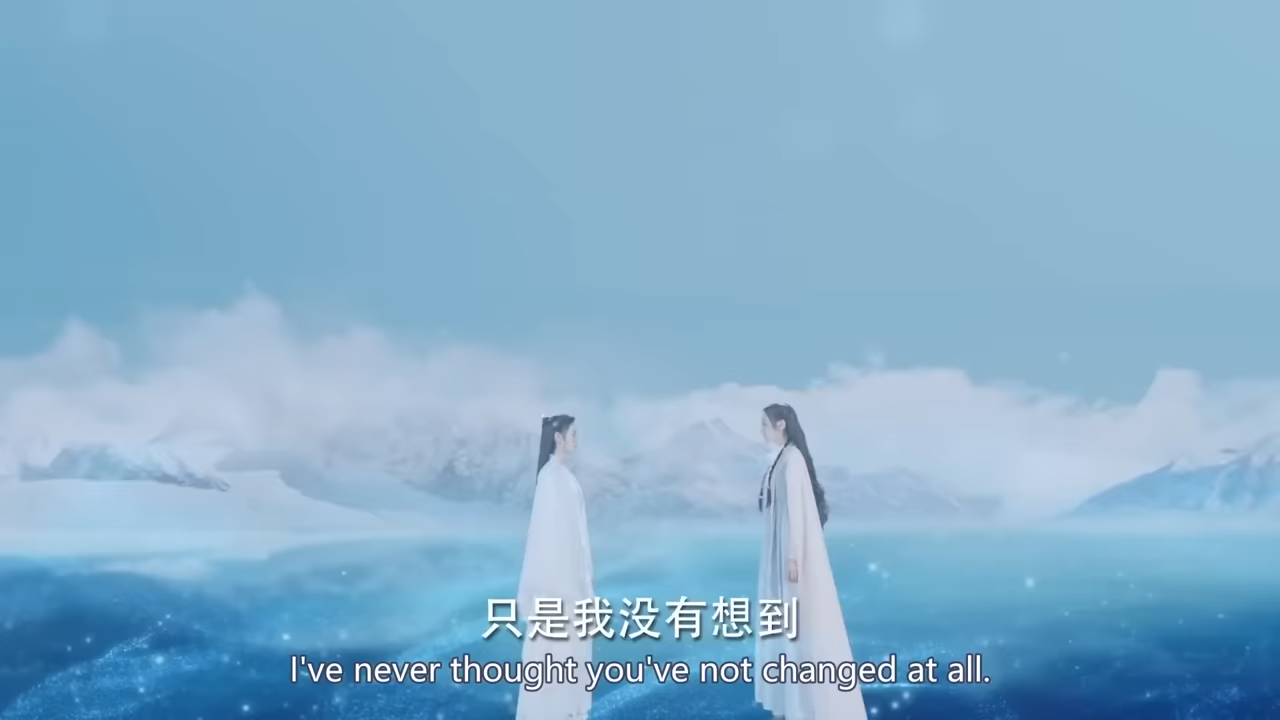 只是我没有想到
I've never thought you've not changed at all.